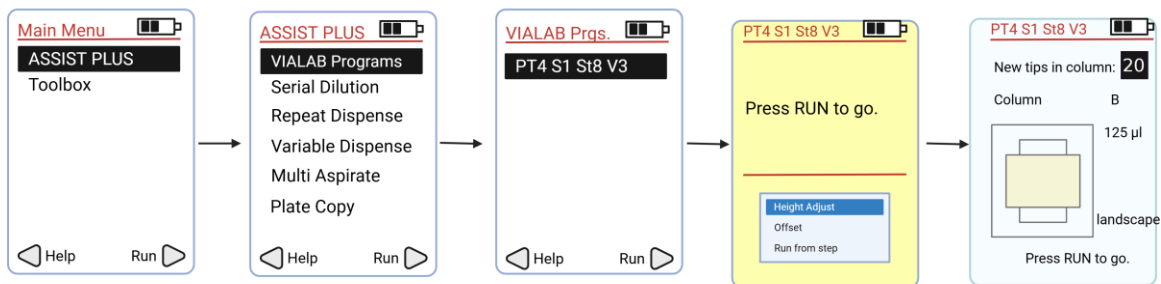 Main Menu
ASSIST PLUS
Toolbox
Help
Run
ASSIST PLUS
VIALAB Programs
Serial Dilution
Repeat Dispense
Variable Dispense
Multi Aspirate
Plate Copy
Help
Run
VIALAB Prgs.
PT4 S1 St8 V3
Help
Run
PT4 S1 St8 V3
Press RUN to go.
Height Adjust
Offset
Run from step
PT4 S1 St8 V3
New tips in column: 20
Column B
125 µl
landscape
Press RUN to go.